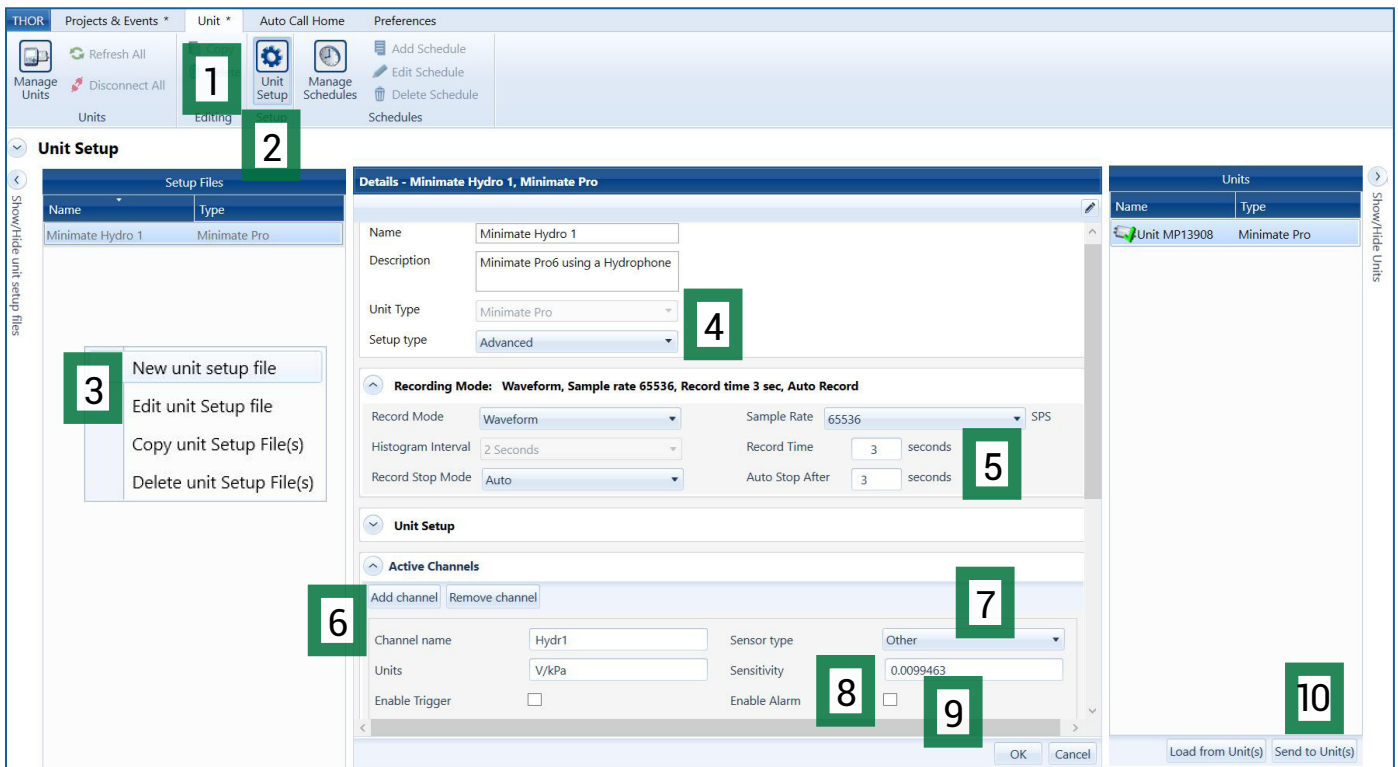 THOR Projects & Events * Unit * Auto Call Home Preferences
Manage Units
Refresh All
Disconnect All
Units
1
Editing
Unit Setup
Setup
2
Manage Schedules
Add Schedule
Edit Schedule
Delete Schedule
Schedules
Unit Setup
Show/Hide unit setup files
Setup Files
Name Type
Minimate Hydro 1 Minimate Pro
3
New unit setup file
Edit unit Setup file
Copy unit Setup File(s)
Delete unit Setup File(s)
Details - Minimate Hydro 1, Minimate Pro
Name Minimate Hydro 1
Description Minimate Pro6 using a Hydrophone
Unit Type Minimate Pro
Setup type Advanced
4
Recording Mode: Waveform, Sample rate 65536, Record time 3 sec, Auto Record
Record Mode Waveform Sample Rate 65536 SPS
Histogram Interval 2 Seconds Record Time 3 seconds
Record Stop Mode Auto Auto Stop After 3 seconds
5
Unit Setup
Active Channels
Add channel Remove channel
6
7
Channel name Hydr1 Sensor type Other
Units V/kPa Sensitivity 0.0099463
Enable Trigger Enable Alarm
8
9
OK Cancel
Units
Name Type
Unit MP13908 Minimate Pro
Show/Hide Units
10
Load from Unit(s) Send to Unit(s)